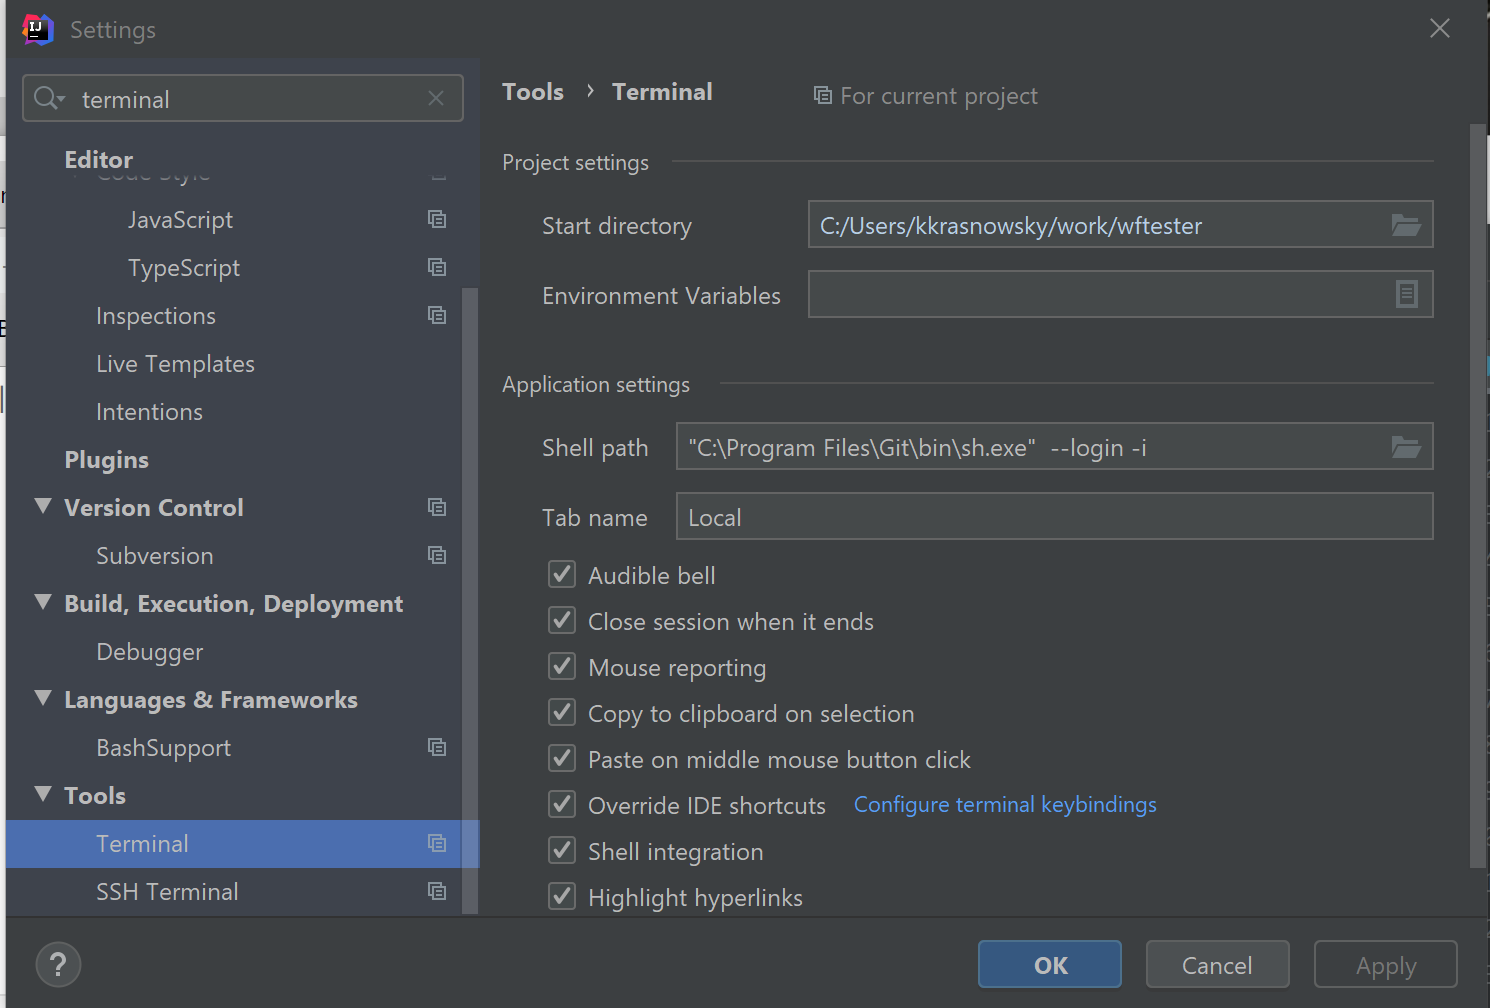 Settings
terminal
Editor
Code Style
JavaScript
TypeScript
Inspections
Live Templates
Intentions
Plugins
Version Control
Subversion
Build, Execution, Deployment
Debugger
Languages & Frameworks
BashSupport
Tools
Terminal
SSH Terminal
Tools › Terminal
For current project
Project settings
Start directory C:/Users/kkrasnowsky/work/wftester
Environment Variables
Application settings
Shell path "C:\Program Files\Git\bin\sh.exe"  --login -i
Tab name Local
Audible bell
Close session when it ends
Mouse reporting
Copy to clipboard on selection
Paste on middle mouse button click
Override IDE shortcuts Configure terminal keybindings
Shell integration
Highlight hyperlinks
? OK Cancel Apply